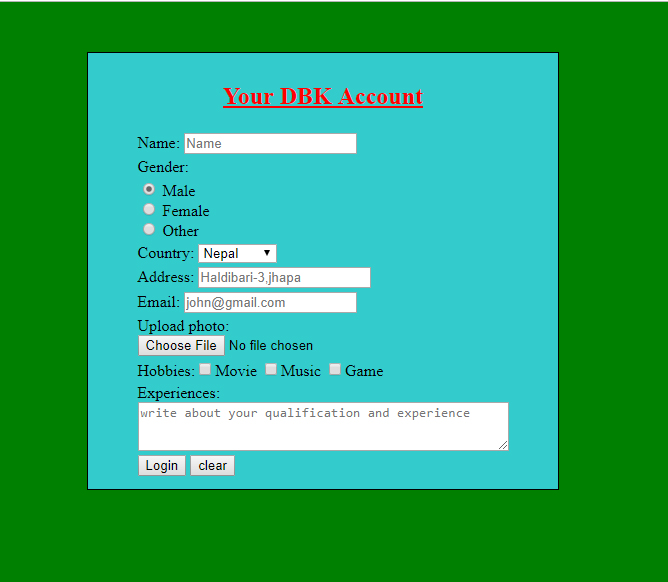 Your DBK Account
Name: Name
Gender:
Male
Female
Other
Country: Nepal
Address: Haldibari-3,jhapa
Email: john@gmail.com
Upload photo:
Choose File No file chosen
Hobbies: Movie Music Game
Experiences:
write about your qualification and experience
Login clear